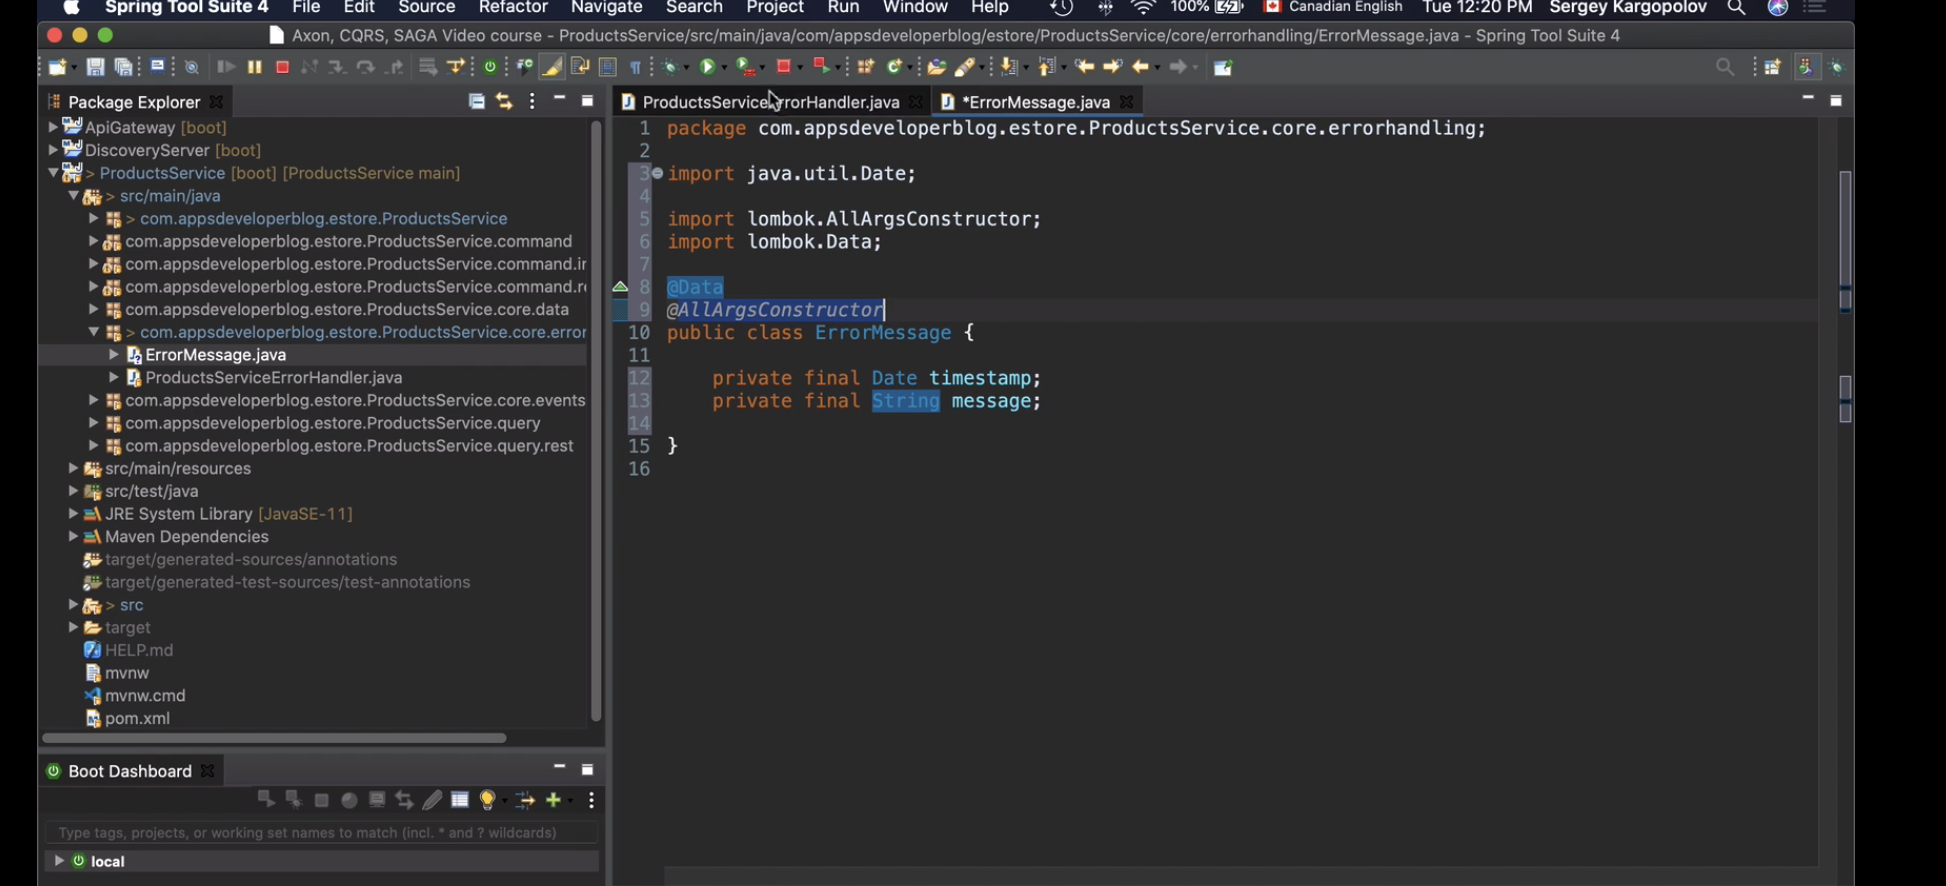 Spring Tool Suite 4 File Edit Source Refactor Navigate Search Project Run Window Help 100% Canadian English Tue 12:20 PM Sergey Kargopolov
Axon, CQRS, SAGA Video course - ProductsService/src/main/java/com/appsdeveloperblog/estore/ProductsService/core/errorhandling/ErrorMessage.java - Spring Tool Suite 4
Package Explorer
ApiGateway [boot]
DiscoveryServer [boot]
> ProductsService [boot] [ProductsService main]
> src/main/java
> com.appsdeveloperblog.estore.ProductsService
com.appsdeveloperblog.estore.ProductsService.command
com.appsdeveloperblog.estore.ProductsService.command.ir
com.appsdeveloperblog.estore.ProductsService.command.re
com.appsdeveloperblog.estore.ProductsService.core.data
> com.appsdeveloperblog.estore.ProductsService.core.error
ErrorMessage.java
ProductsServiceErrorHandler.java
com.appsdeveloperblog.estore.ProductsService.core.events
com.appsdeveloperblog.estore.ProductsService.query
com.appsdeveloperblog.estore.ProductsService.query.rest
src/main/resources
src/test/java
JRE System Library [JavaSE-11]
Maven Dependencies
target/generated-sources/annotations
target/generated-test-sources/test-annotations
> src
target
HELP.md
mvnw
mvnw.cmd
pom.xml
Boot Dashboard
Type tags, projects, or working set names to match (incl. * and ? wildcards)
local
ProductsServiceErrorHandler.java *ErrorMessage.java
1 package com.appsdeveloperblog.estore.ProductsService.core.errorhandling;
2
3 import java.util.Date;
4
5 import lombok.AllArgsConstructor;
6 import lombok.Data;
7
8 @Data
9 @AllArgsConstructor
10 public class ErrorMessage {
11
12 private final Date timestamp;
13 private final String message;
14
15 }
16